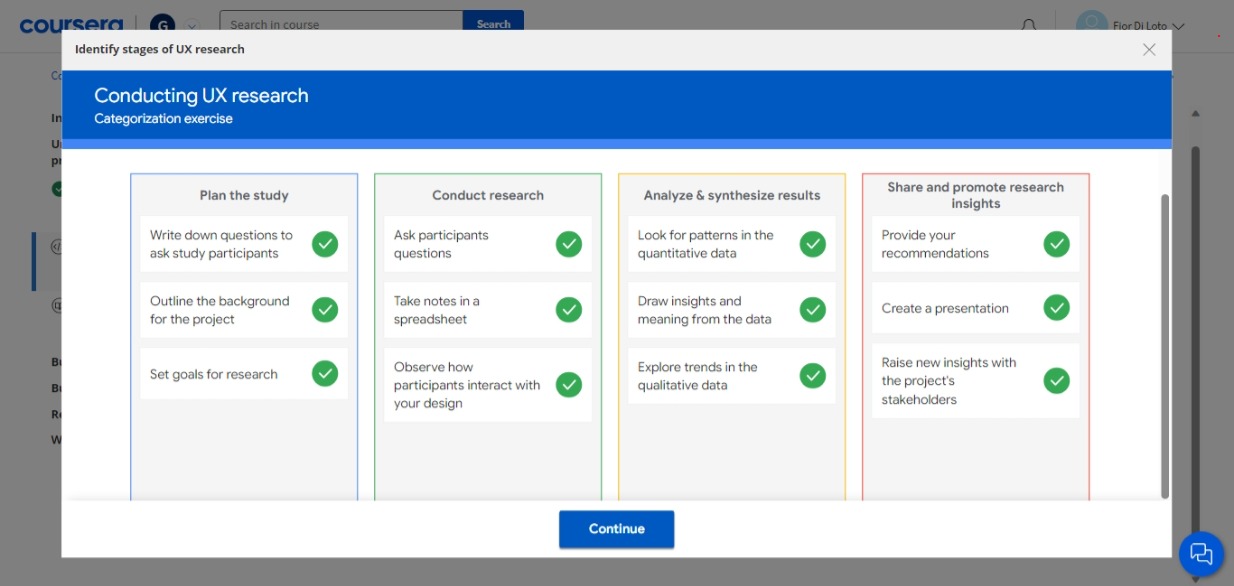 coursera
G
Search in course
Search
Fior Di Loto
Identify stages of UX research
Conducting UX research
Categorization exercise
Plan the study
Write down questions to
ask study participants
Outline the background
for the project
Set goals for research
Conduct research
Ask participants
questions
Take notes in a
spreadsheet
Observe how
participants interact with
your design
Analyze & synthesize results
Look for patterns in the
quantitative data
Draw insights and
meaning from the data
Explore trends in the
qualitative data
Share and promote research
insights
Provide your
recommendations
Create a presentation
Raise new insights with
the project's
stakeholders
Continue